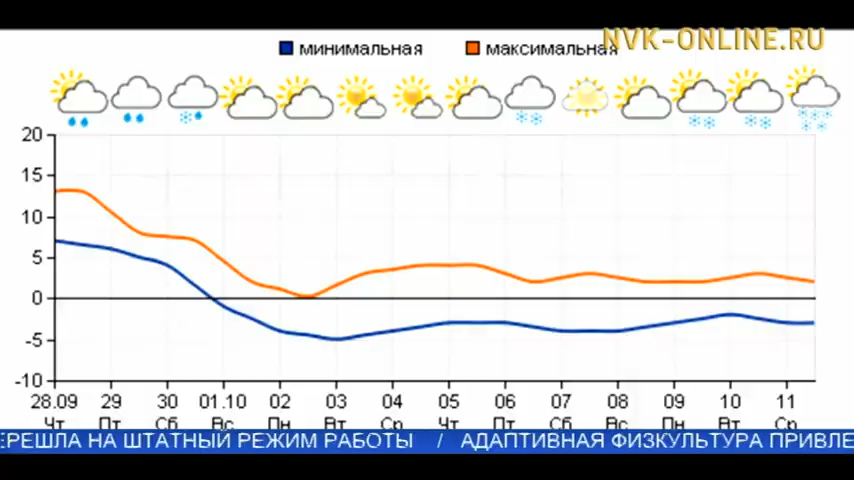 NVK-ONLINE.RU
минимальная максимальная
20
15
10
5
0
-5
-10
28.09 29 30 01.10 02 03 04 05 06 07 08 09 10 11
Чт Пт Сб Вс Пн Вт Ср Чт Пт Сб Вс Пн Вт Ср
ЕРЕШЛА НА ШТАТНЫЙ РЕЖИМ РАБОТЫ / АДАПТИВНАЯ ФИЗКУЛЬТУРА ПРИВЛЕ